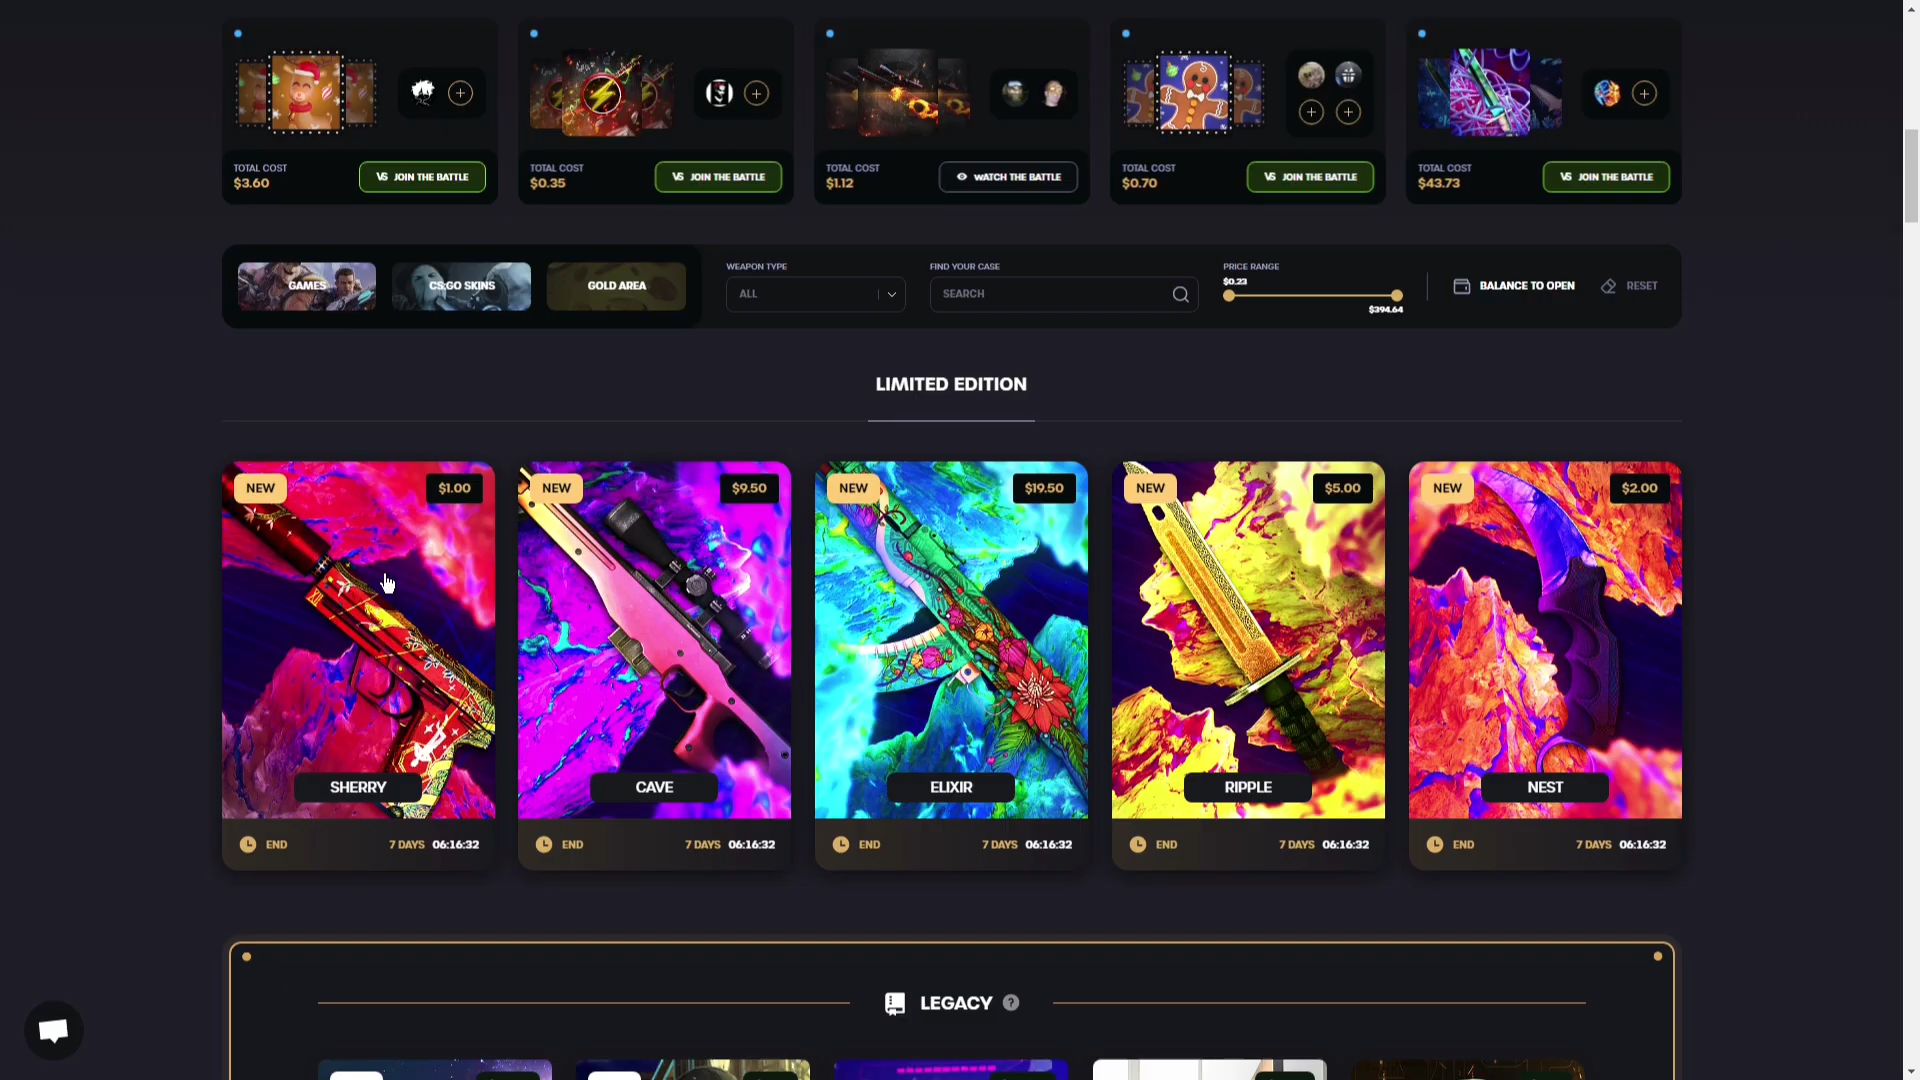 TOTAL COST
$3.60
VS JOIN THE BATTLE
TOTAL COST
$0.35
VS JOIN THE BATTLE
TOTAL COST
$1.12
WATCH THE BATTLE
TOTAL COST
$0.70
VS JOIN THE BATTLE
TOTAL COST
$43.73
VS JOIN THE BATTLE
GAMES
CS:GO SKINS
GOLD AREA
WEAPON TYPE
ALL
FIND YOUR CASE
SEARCH
PRICE RANGE
$0.23
$394.64
BALANCE TO OPEN
RESET
LIMITED EDITION
NEW
$1.00
XII
SHERRY
END
7 DAYS 06:16:32
NEW
$9.50
CAVE
END
7 DAYS 06:16:32
NEW
$19.50
ELIXIR
END
7 DAYS 06:16:32
NEW
$5.00
RIPPLE
END
7 DAYS 06:16:32
NEW
$2.00
NEST
END
7 DAYS 06:16:32
LEGACY ?